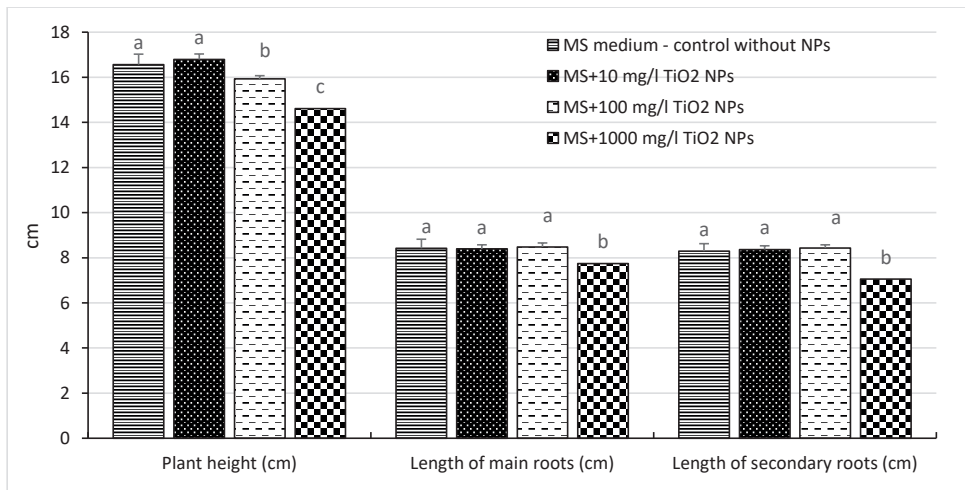 18
16
14
12
10
8
6
4
2
0
cm
a
a
b
c
a
a
a
b
a
a
a
b
MS medium - control without NPs
MS+10 mg/l TiO2 NPs
MS+100 mg/l TiO2 NPs
MS+1000 mg/l TiO2 NPs
Plant height (cm)
Length of main roots (cm)
Length of secondary roots (cm)